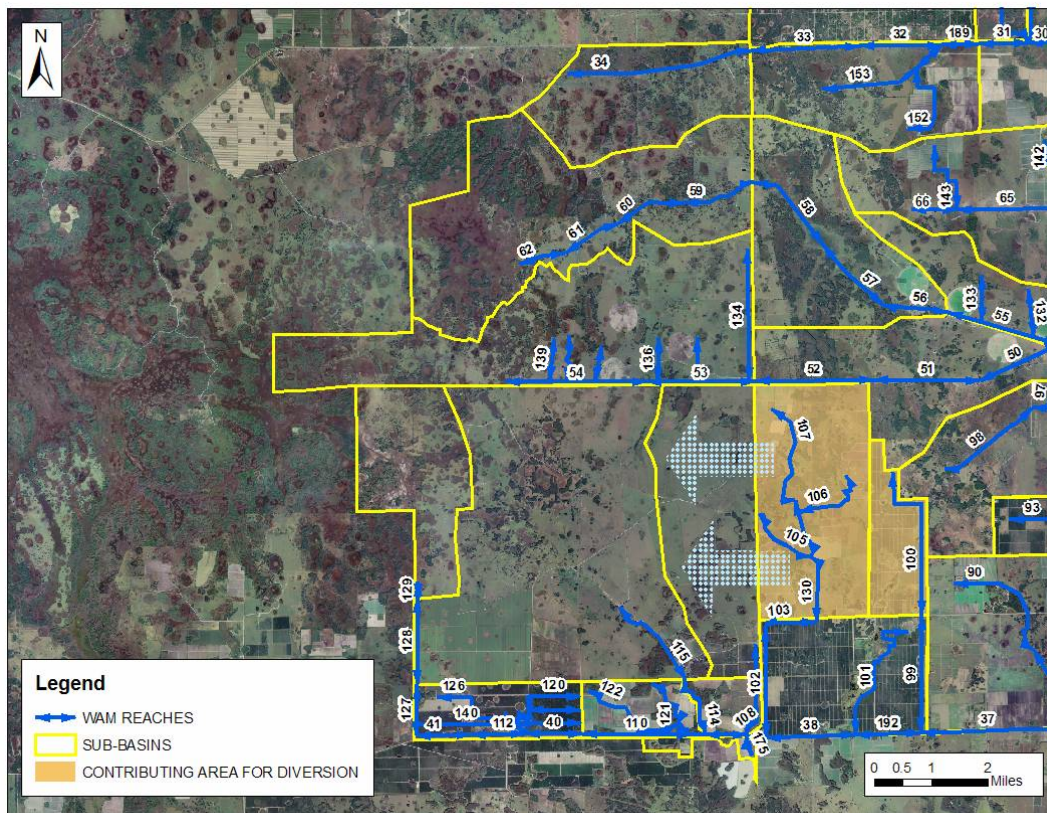 N
33 32 189 31 30
34 153
152 142
143 66 65
59 60 61 62
58
57 56 133 55 132
134 50
139 54 136 53 52 51
97
107 98
106
105 100 93
130 90
129 103
128 115 102 101 99
126 120 122
127 140 121 114 108
41 112 40 110 38 192 37
175
Legend
WAM REACHES
SUB-BASINS
CONTRIBUTING AREA FOR DIVERSION
0 0.5 1 2
Miles